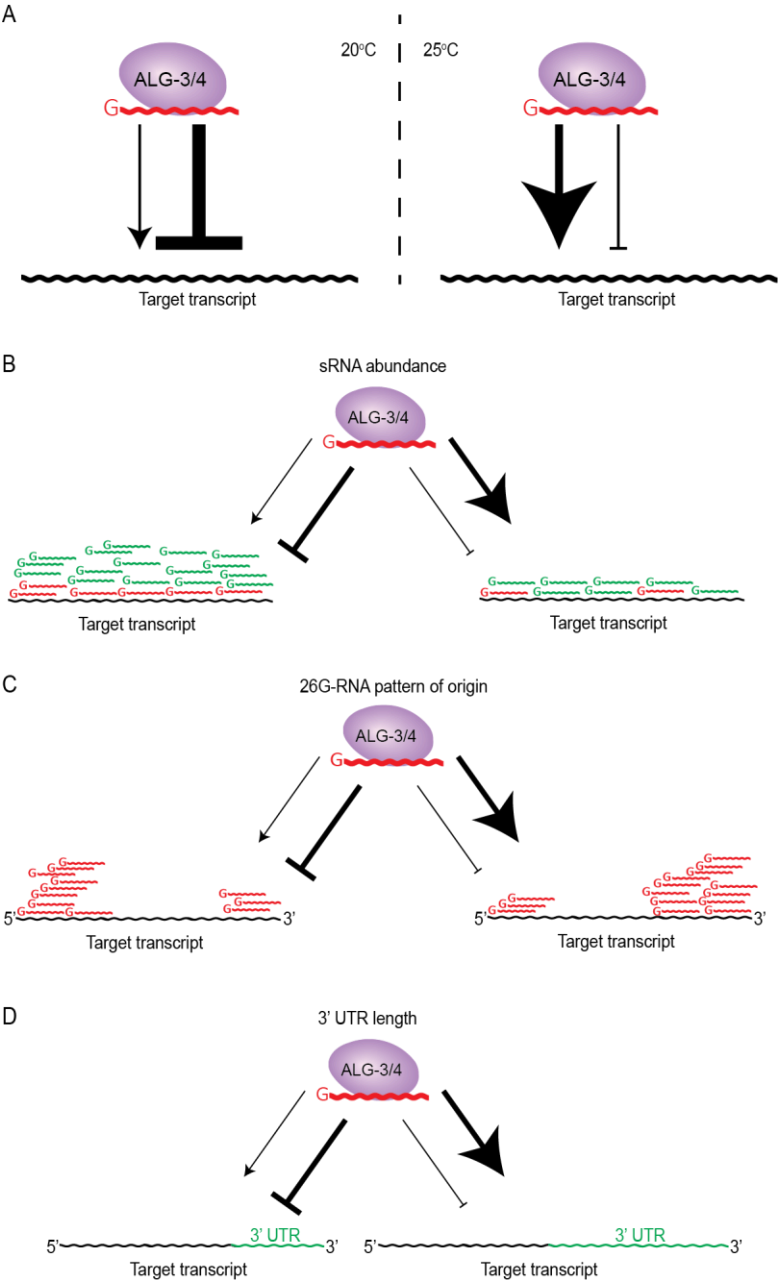 A
20°C
25°C
ALG-3/4
ALG-3/4
G
G
Target transcript
Target transcript
B
sRNA abundance
ALG-3/4
G
G G
G G G G
G G G G
G G G G G
G G
G G G G G G
G G G G
G G G
Target transcript
Target transcript
C
26G-RNA pattern of origin
ALG-3/4
G
G G G
G G G G G
G G G G G
G G G G G
G G G G G
5' G G G 3'
5' G G G 3'
Target transcript
Target transcript
D
3' UTR length
ALG-3/4
G
5' 3' UTR 3'
5' 3' UTR 3'
Target transcript
Target transcript